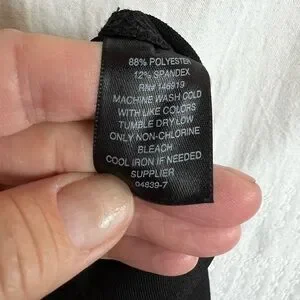 88% POLYESTER
12% SPANDEX
RN# 146919
MACHINE WASH COLD
WITH LIKE COLORS
TUMBLE DRY LOW
ONLY NON-CHLORINE
BLEACH
COOL IRON IF NEEDED
SUPPLIER
04839-7